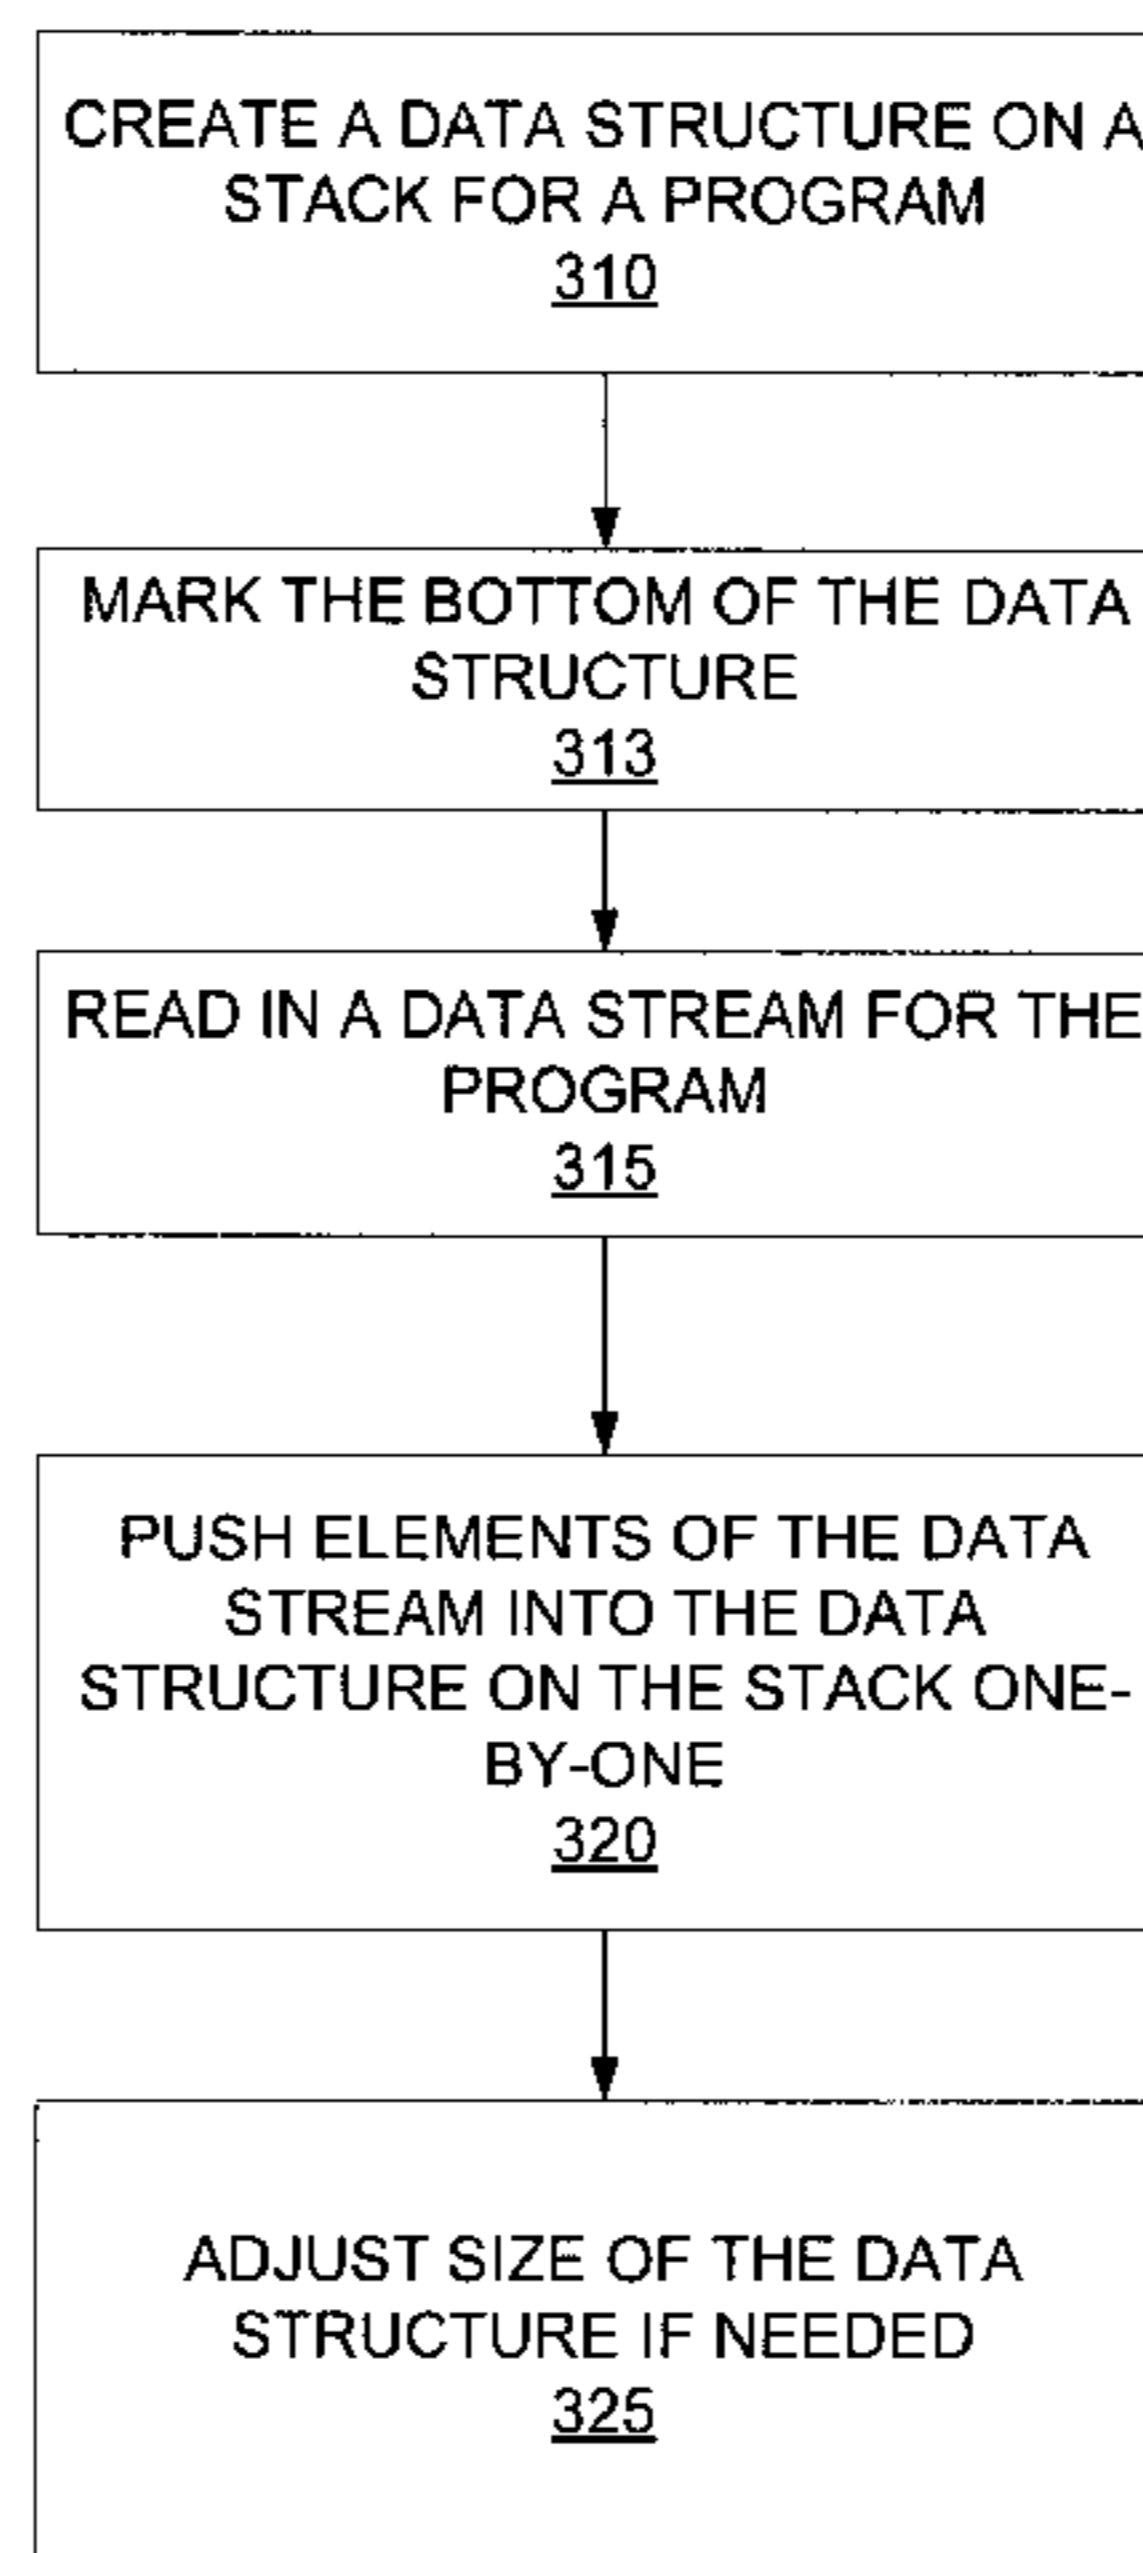 CREATE A DATA STRUCTURE ON A
STACK FOR A PROGRAM
310
MARK THE BOTTOM OF THE DATA
STRUCTURE
313
READ IN A DATA STREAM FOR THE
PROGRAM
315
PUSH ELEMENTS OF THE DATA
STREAM INTO THE DATA
STRUCTURE ON THE STACK ONE-
BY-ONE
320
ADJUST SIZE OF THE DATA
STRUCTURE IF NEEDED
325